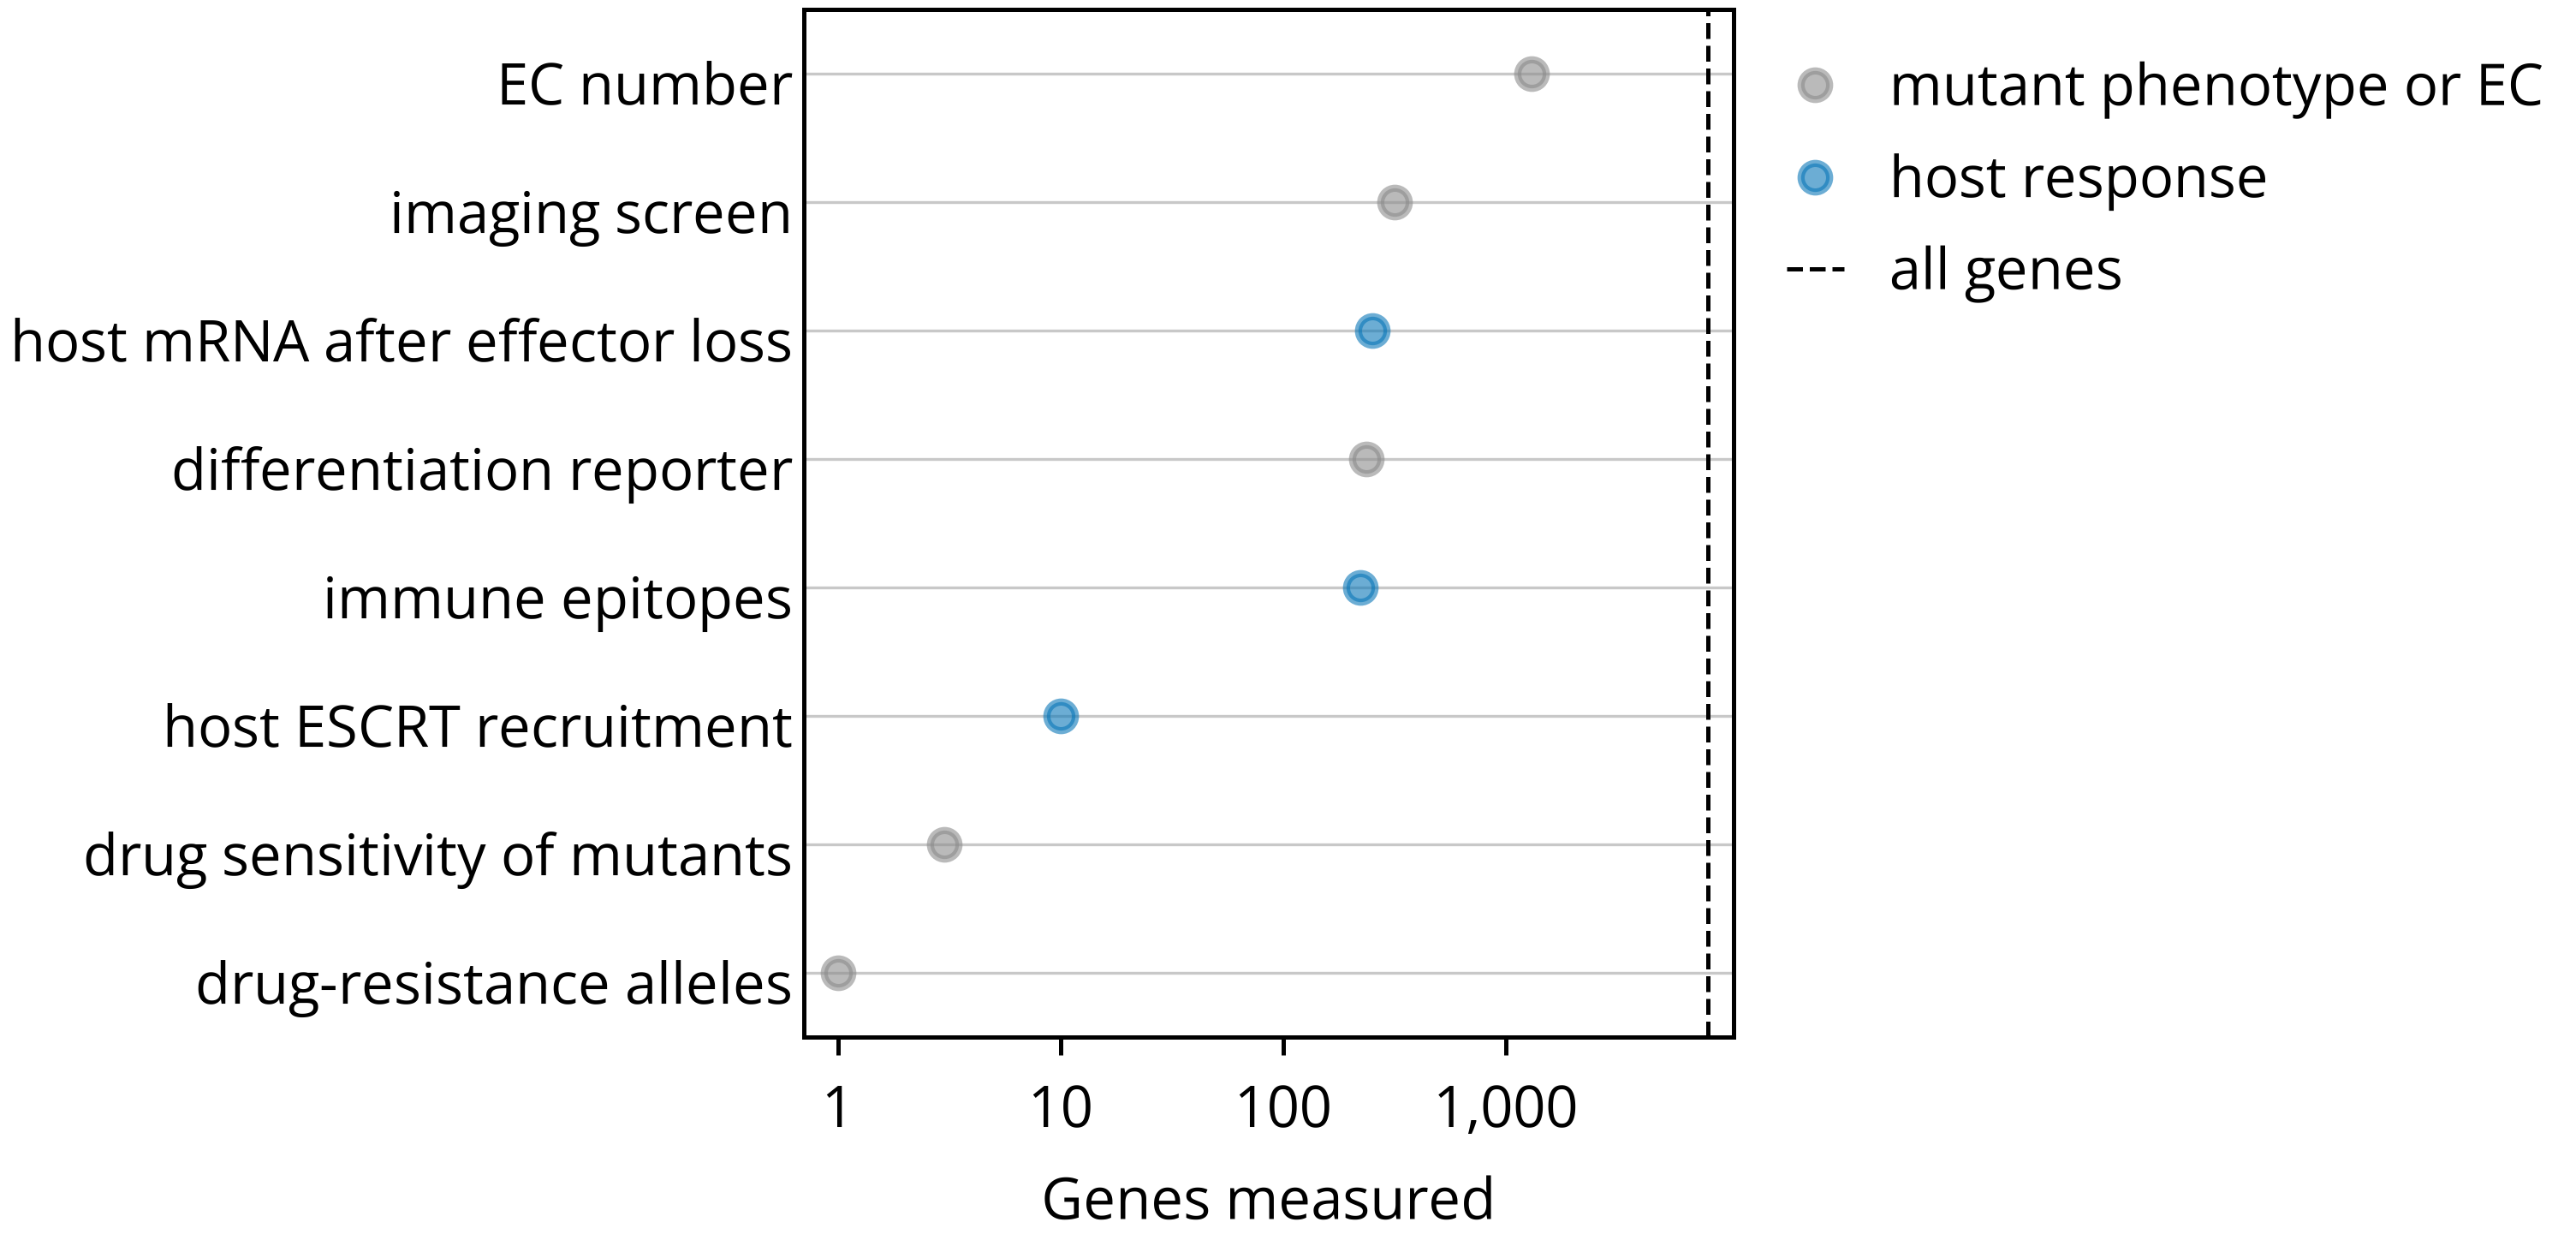 EC number
imaging screen
host mRNA after effector loss
differentiation reporter
immune epitopes
host ESCRT recruitment
drug sensitivity of mutants
drug-resistance alleles
1 10 100 1,000
Genes measured
mutant phenotype or EC
host response
all genes